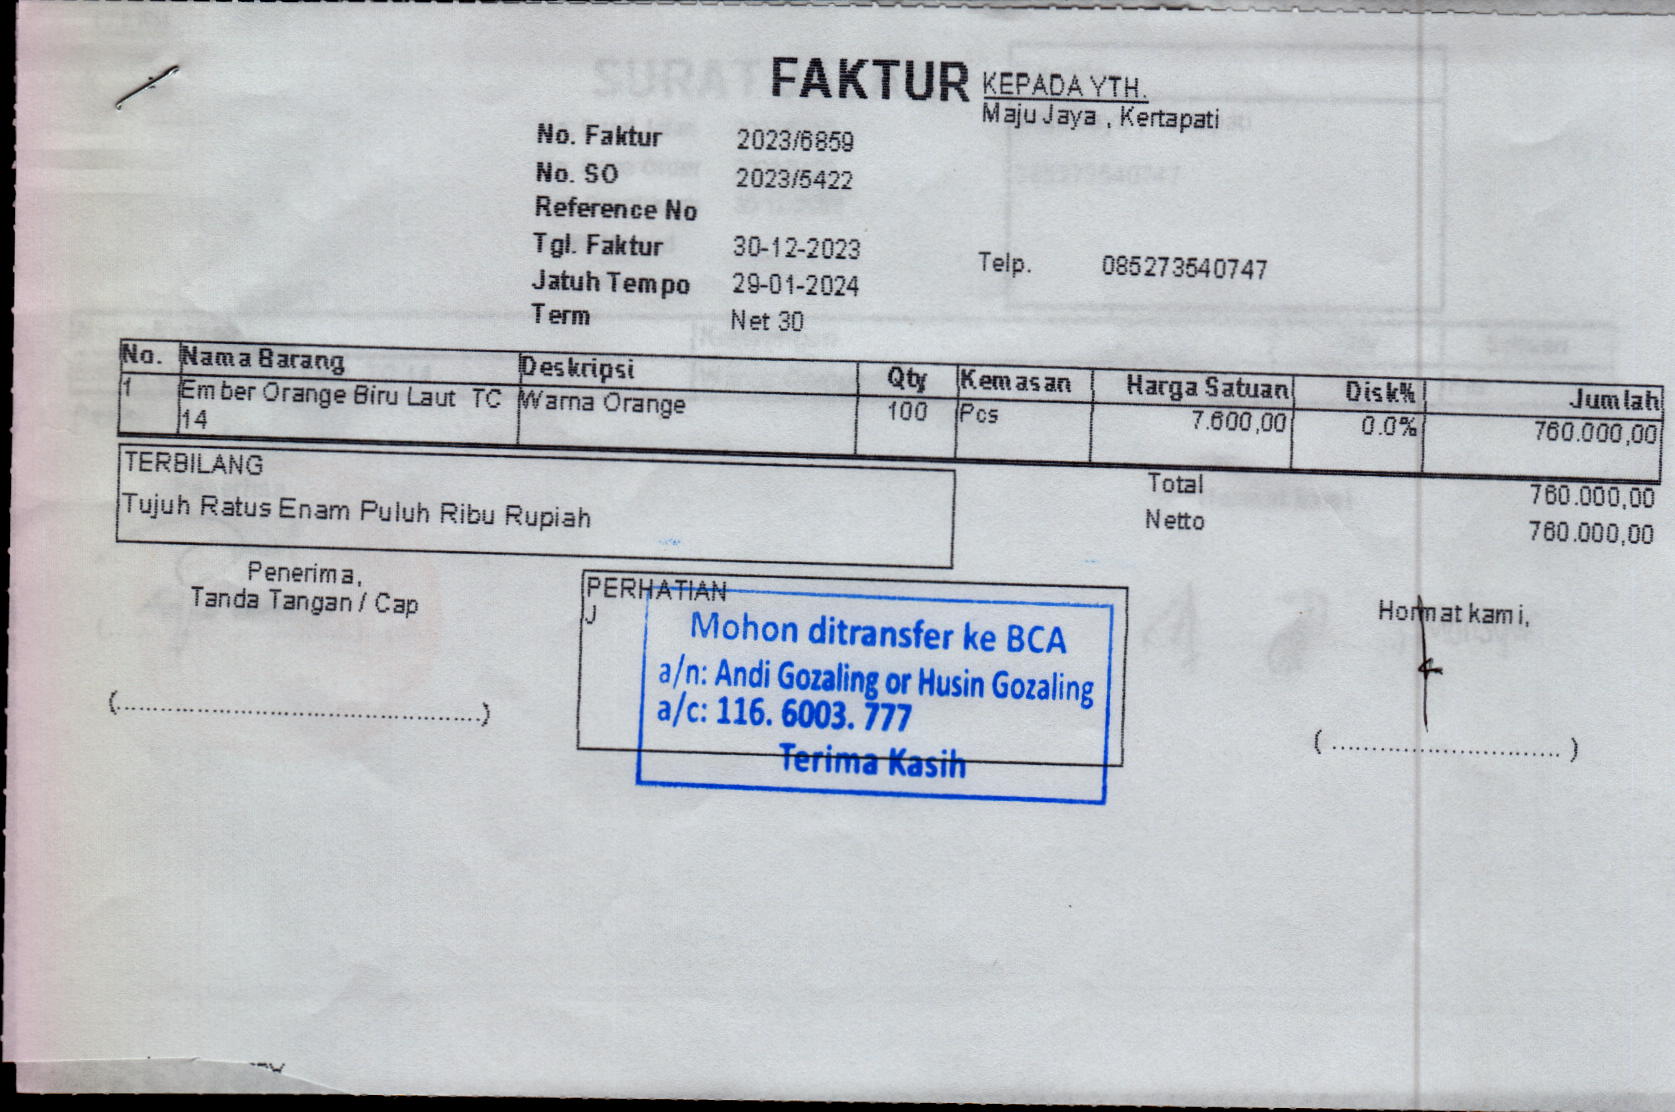 FAKTUR
KEPADA YTH.
Maju Jaya , Kertapati
No. Faktur 2023/6859
No. SO 2023/5422
Reference No
Tgl. Faktur 30-12-2023
Telp. 085273540747
Jatuh Tempo 29-01-2024
Term Net 30
No. Nama Barang Deskripsi Qty Kemasan Harga Satuan Disk% Jumlah
1 Ember Orange Biru Laut TC Warna Orange 100 Pcs 7.600,00 0.0% 760.000,00
14
TERBILANG
Tujuh Ratus Enam Puluh Ribu Rupiah
Total 760.000,00
Netto 760.000,00
Penerima,
Tanda Tangan / Cap
(................................................)
PERHATIAN
J
Mohon ditransfer ke BCA
a/n: Andi Gozaling or Husin Gozaling
a/c: 116. 6003. 777
Terima Kasih
Hormat kami,
( .............................. )